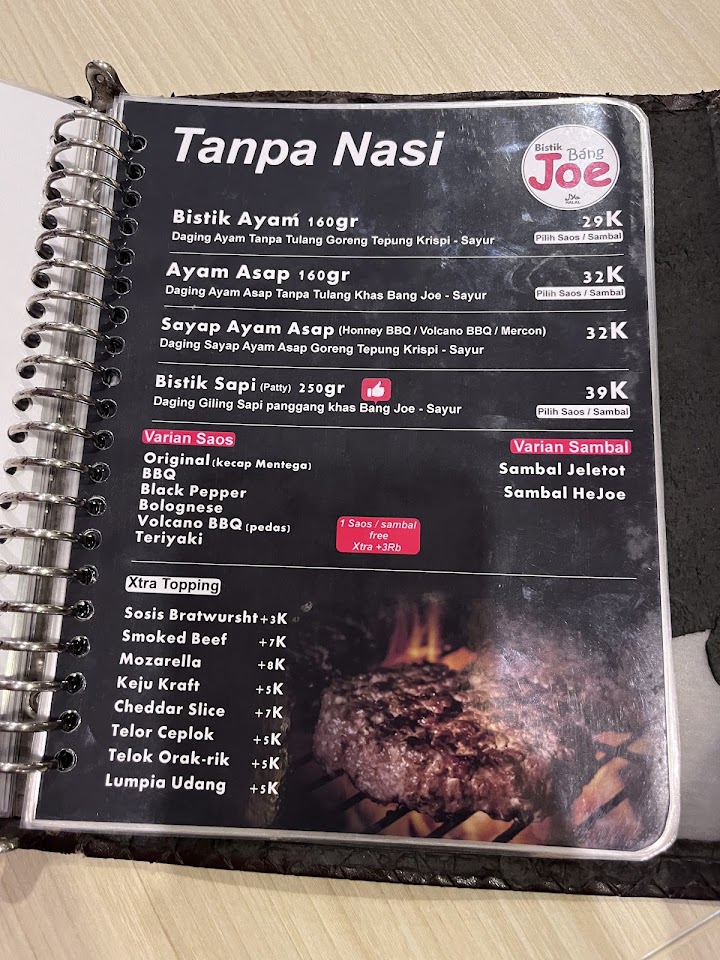 Tanpa Nasi
Bistik Báng
Joe
HALAL
Bistik Ayam 160gr 29K
Daging Ayam Tanpa Tulang Goreng Tepung Krispi - Sayur Pilih Saos / Sambal
Ayam Asap 160gr 32K
Daging Ayam Asap Tanpa Tulang Khas Bang Joe - Sayur Pilih Saos / Sambal
Sayap Ayam Asap (Honney BBQ / Volcano BBQ / Mercon) 32K
Daging Sayap Ayam Asap Goreng Tepung Krispi - Sayur
Bistik Sapi (Patty) 250gr 39K
Daging Giling Sapi panggang khas Bang Joe - Sayur Pilih Saos / Sambal
Varian Saos
Original (kecap Mentega)
BBQ
Black Pepper
Bolognese
Volcano BBQ (pedas)
Teriyaki
Varian Sambal
Sambal Jeletot
Sambal HeJoe
1 Saos / sambal
free
Xtra +3Rb
Xtra Topping
Sosis Bratwursht +3K
Smoked Beef +7K
Mozarella +8K
Keju Kraft +5K
Cheddar Slice +7K
Telor Ceplok +5K
Telok Orak-rik +5K
Lumpia Udang +5K